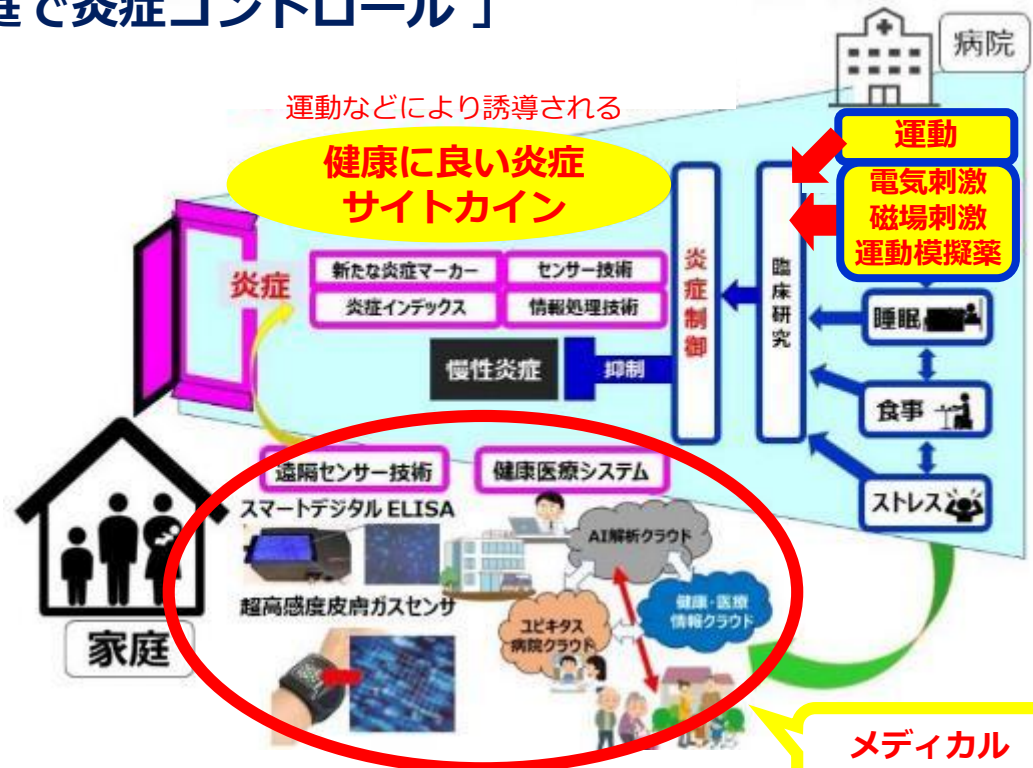 庭で炎症コントロール 」
病院
運動などにより誘導される
健康に良い炎症
サイトカイン
運動
電気刺激
磁場刺激
運動模擬薬
炎症
新たな炎症マーカー
センサー技術
炎症インデックス
情報処理技術
炎症制御
臨床研究
睡眠
慢性炎症
抑制
食事
ストレス
遠隔センサー技術
健康医療システム
スマートデジタル ELISA
AI解析クラウド
超高感度皮膚ガスセンサ
健康・医療
情報クラウド
ユビキタス
病院クラウド
家庭
メディカル